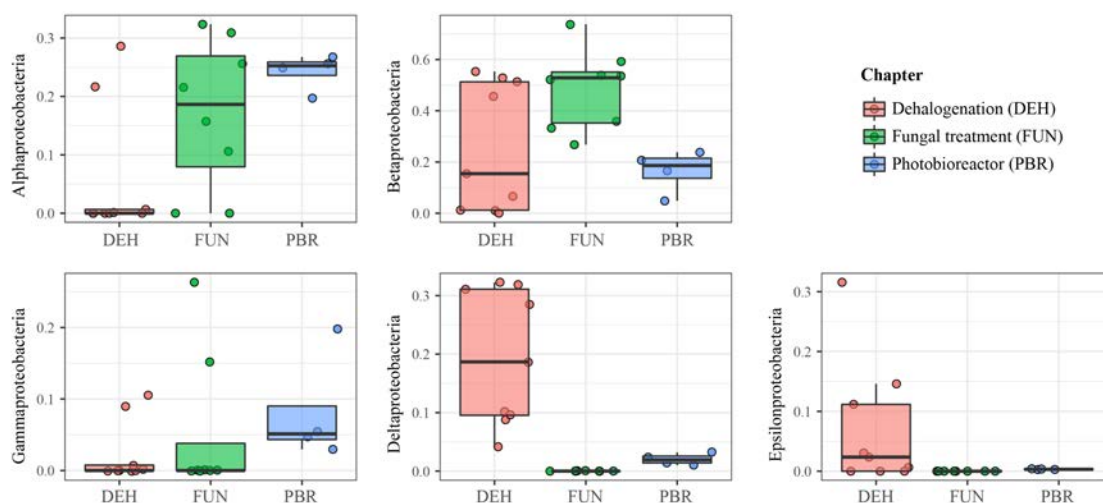 Alphaproteobacteria
0.3
0.2
0.1
0.0
DEH FUN PBR
Betaproteobacteria
0.6
0.4
0.2
0.0
DEH FUN PBR
Chapter
Dehalogenation (DEH)
Fungal treatment (FUN)
Photobioreactor (PBR)
Gammaproteobacteria
0.2
0.1
0.0
DEH FUN PBR
Deltaproteobacteria
0.3
0.2
0.1
0.0
DEH FUN PBR
Epsilonproteobacteria
0.3
0.2
0.1
0.0
DEH FUN PBR